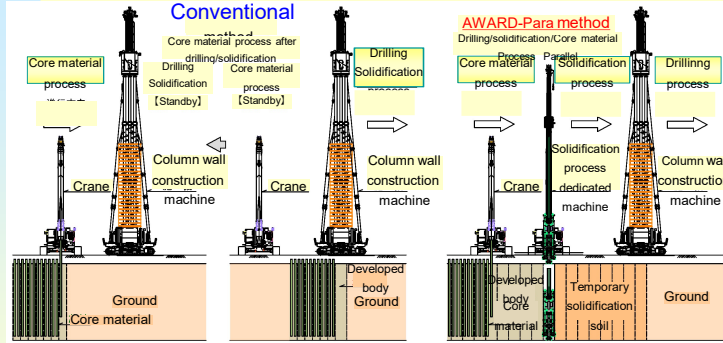 Conventional
method
Core material process after
drilling/solidification
Core material
process
Drilling
Solidification
【Standby】
Core material
process
【Standby】
Drilling
Solidification
process
Crane
Column wall
construction
machine
Crane
Column wall
construction
machine
Ground
Core material
Developed
body
Ground
AWARD-Para method
Drilling/solidification/Core material
Process Parallel
Core material
process
Solidification
process
Drillinng
process
Crane
Solidification
process
dedicated
machine
Column wall
construction
machine
Developed
body
Core
material
Temporary
solidification
soil
Ground